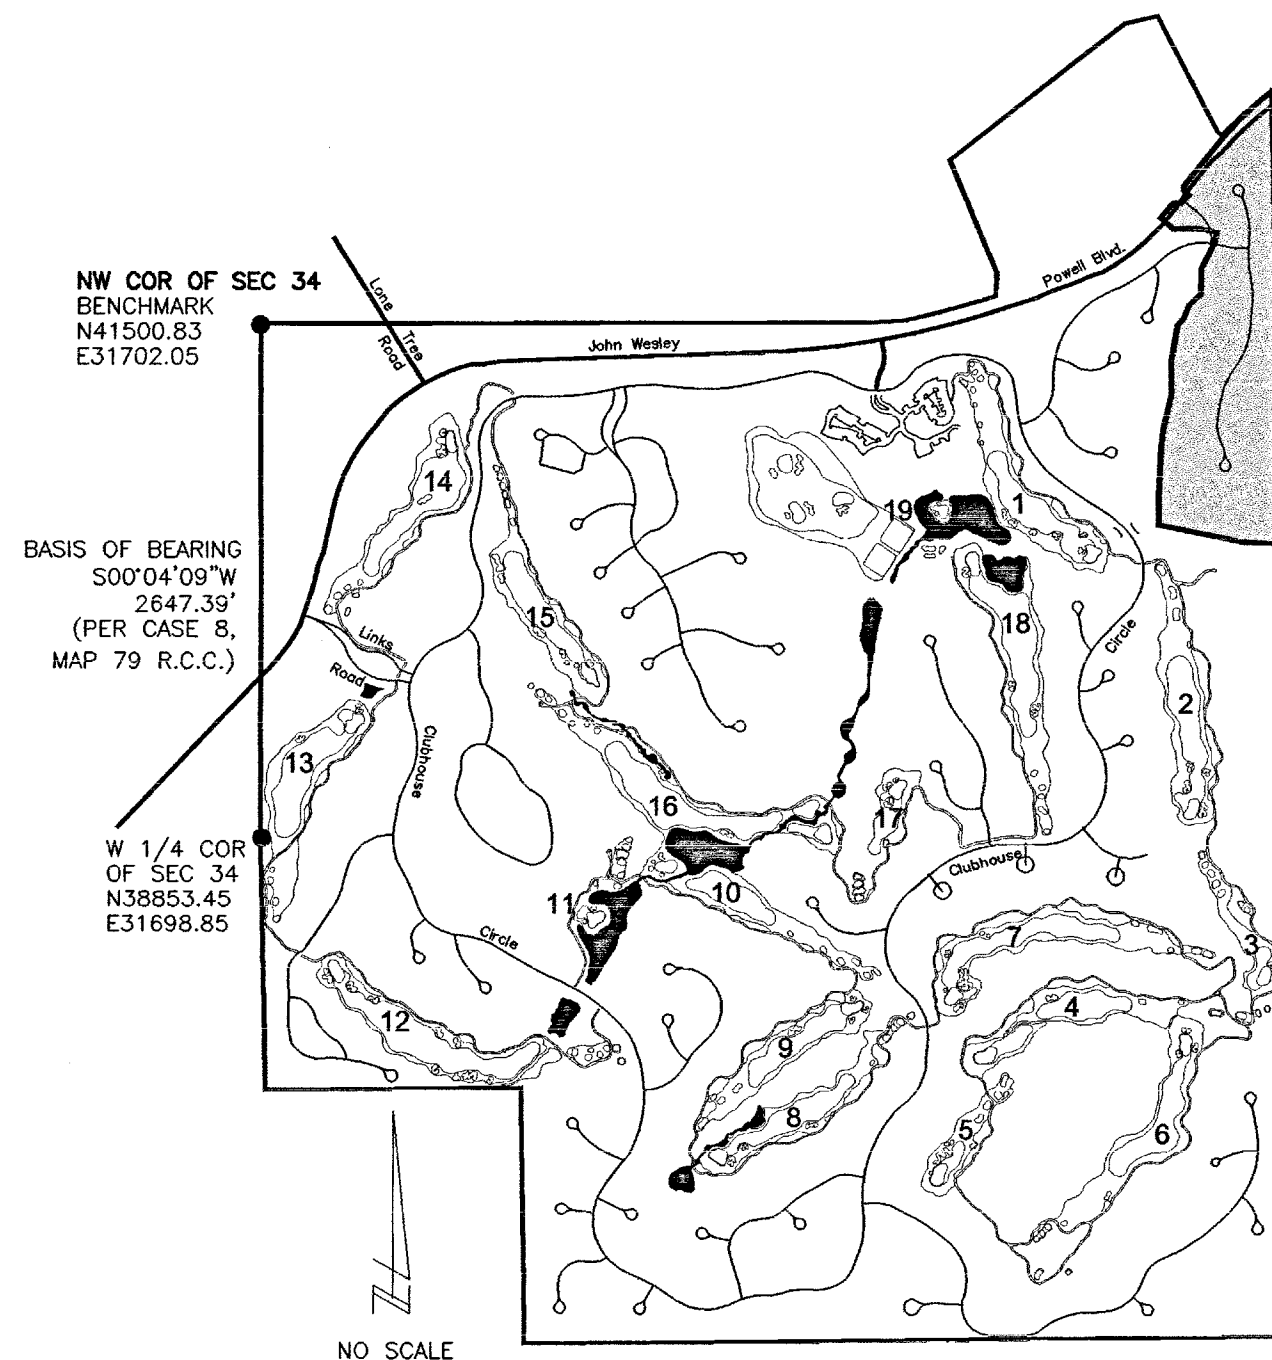 Powell Blvd.
NW COR OF SEC 34
BENCHMARK
N41500.83
E31702.05
Lone Tree
Road
John Wesley
14
19
1
BASIS OF BEARING
S00°04'09"W
2647.39'
(PER CASE 8,
MAP 79 R.C.C.)
15
18
Links
Road
Circle
2
13
Clubhouse
16
17
W 1/4 COR
OF SEC 34
N38853.45
E31698.85
Clubhouse
10
11
Circle
7
3
12
4
9
8
5
6
NO SCALE